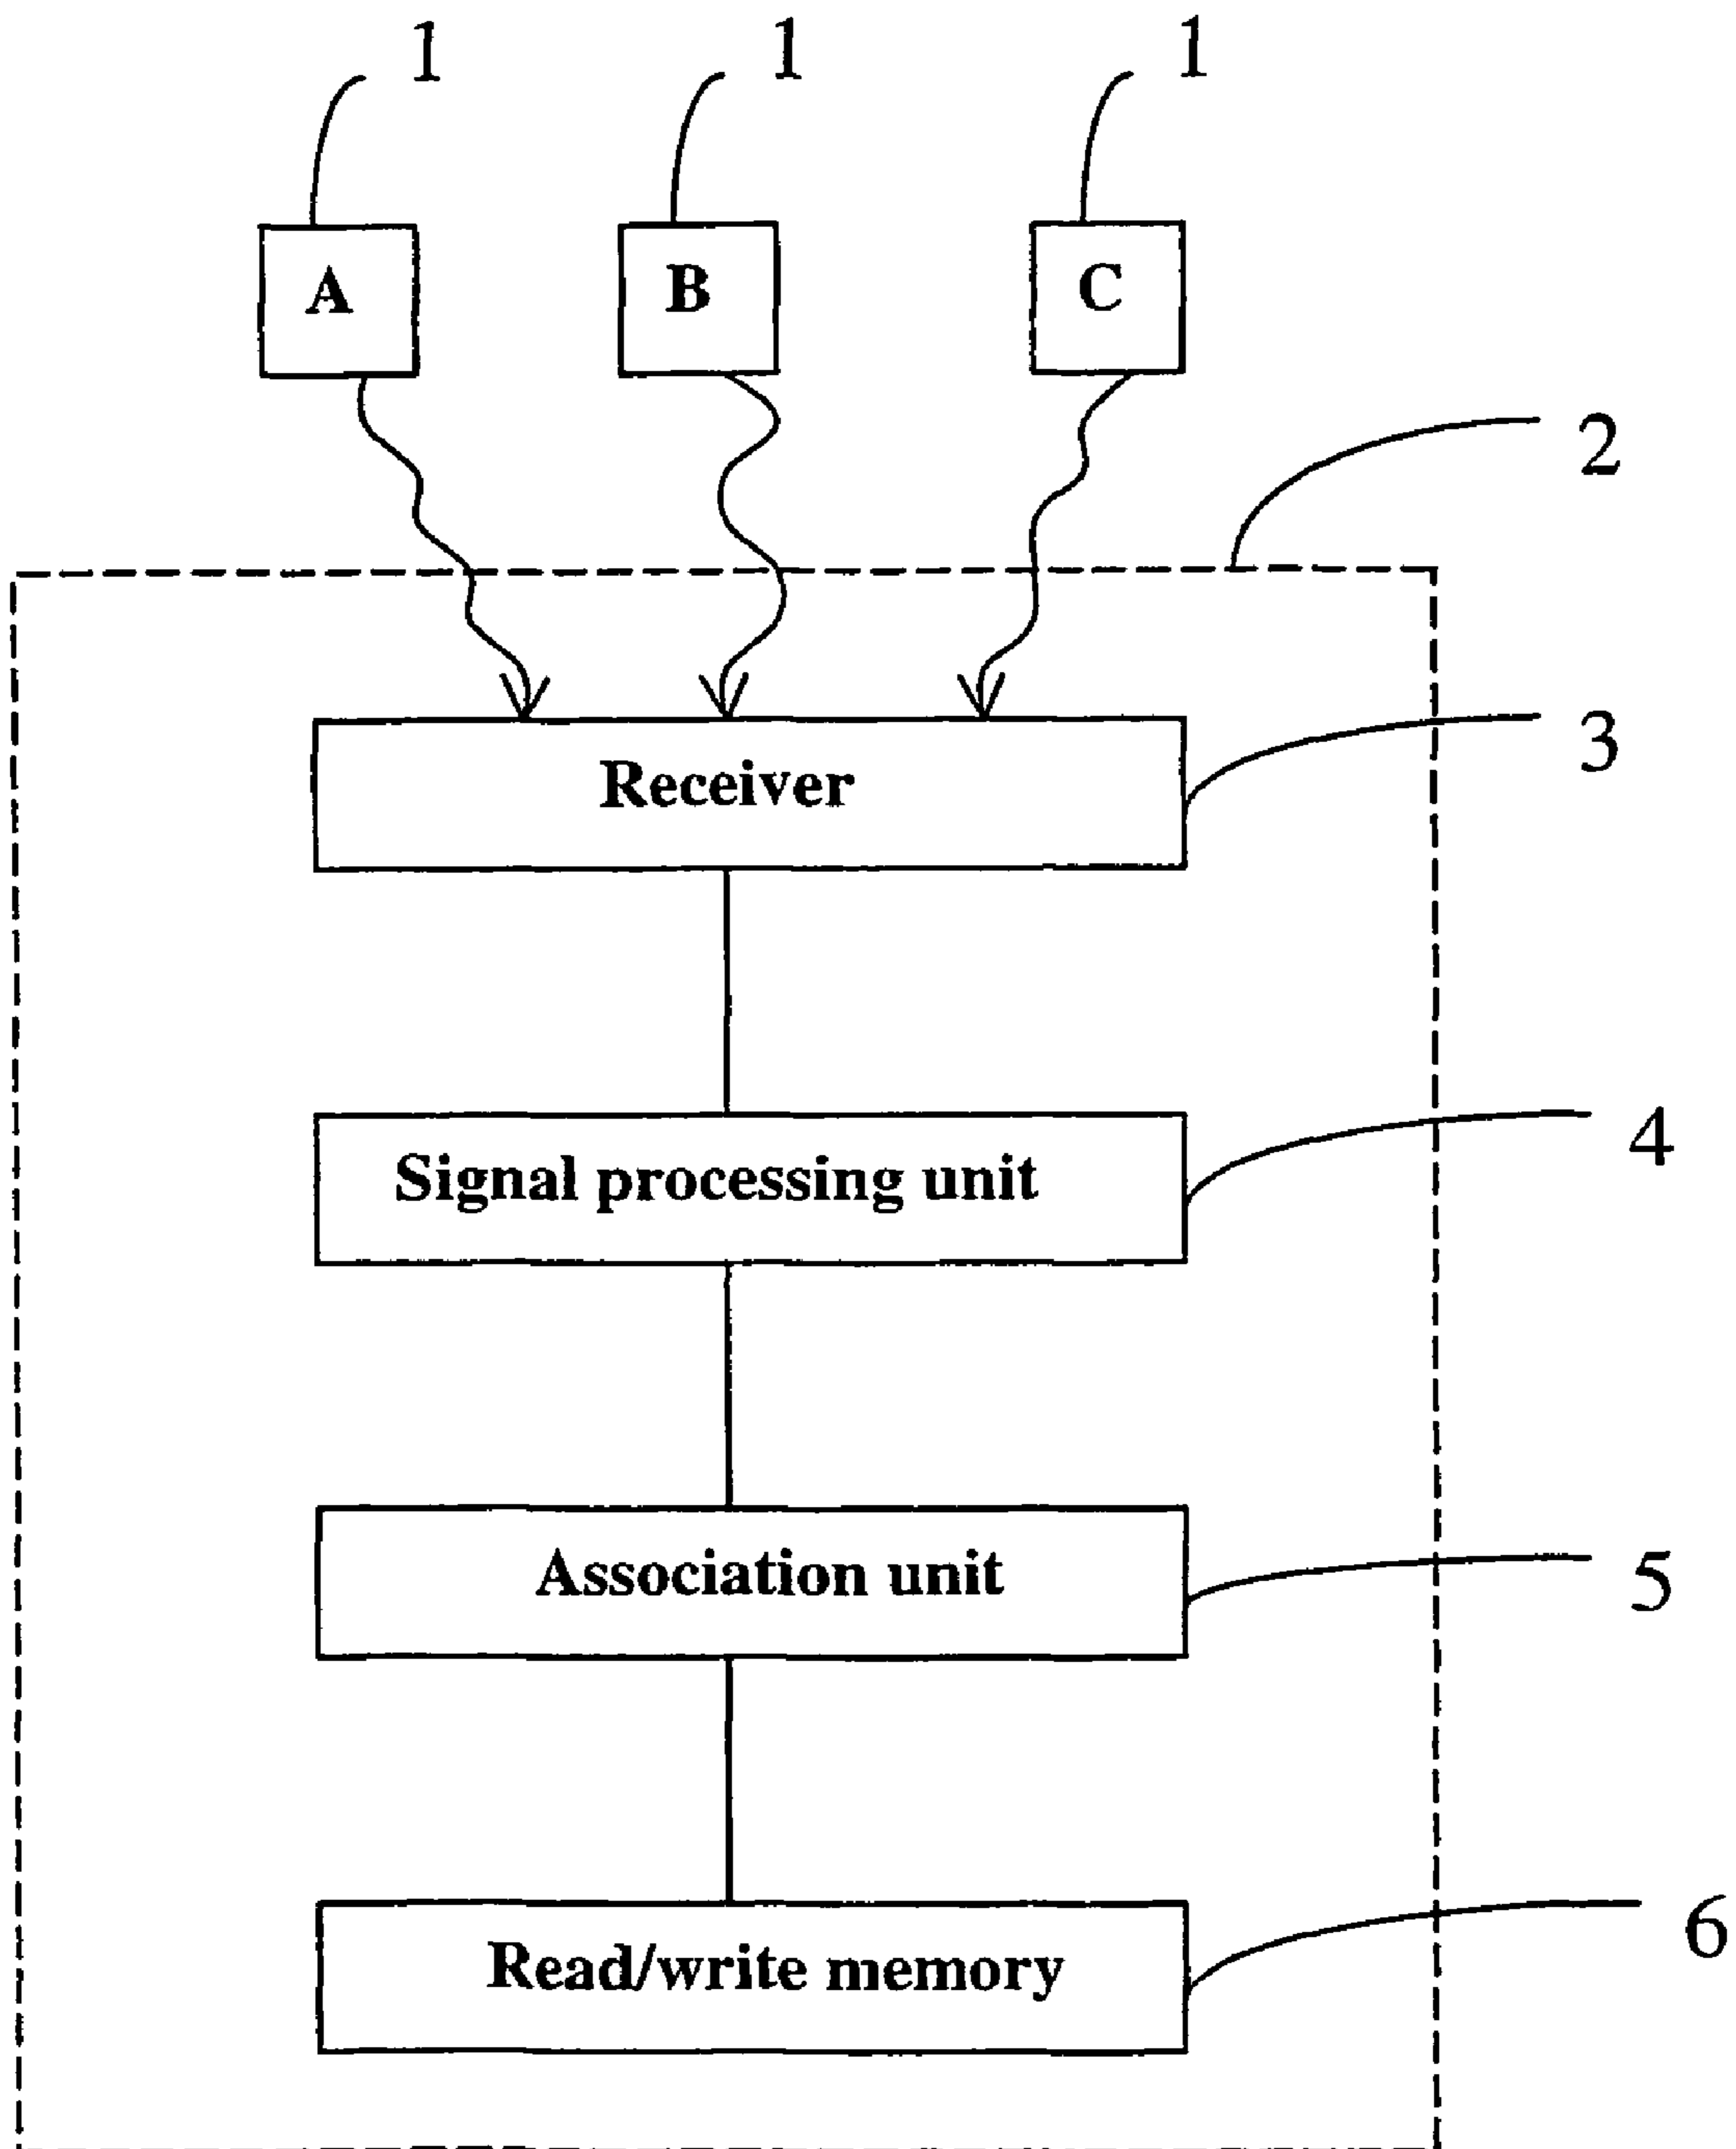 1 1 1
A B C
2
Receiver 3
Signal processing unit 4
Association unit 5
Read/write memory 6